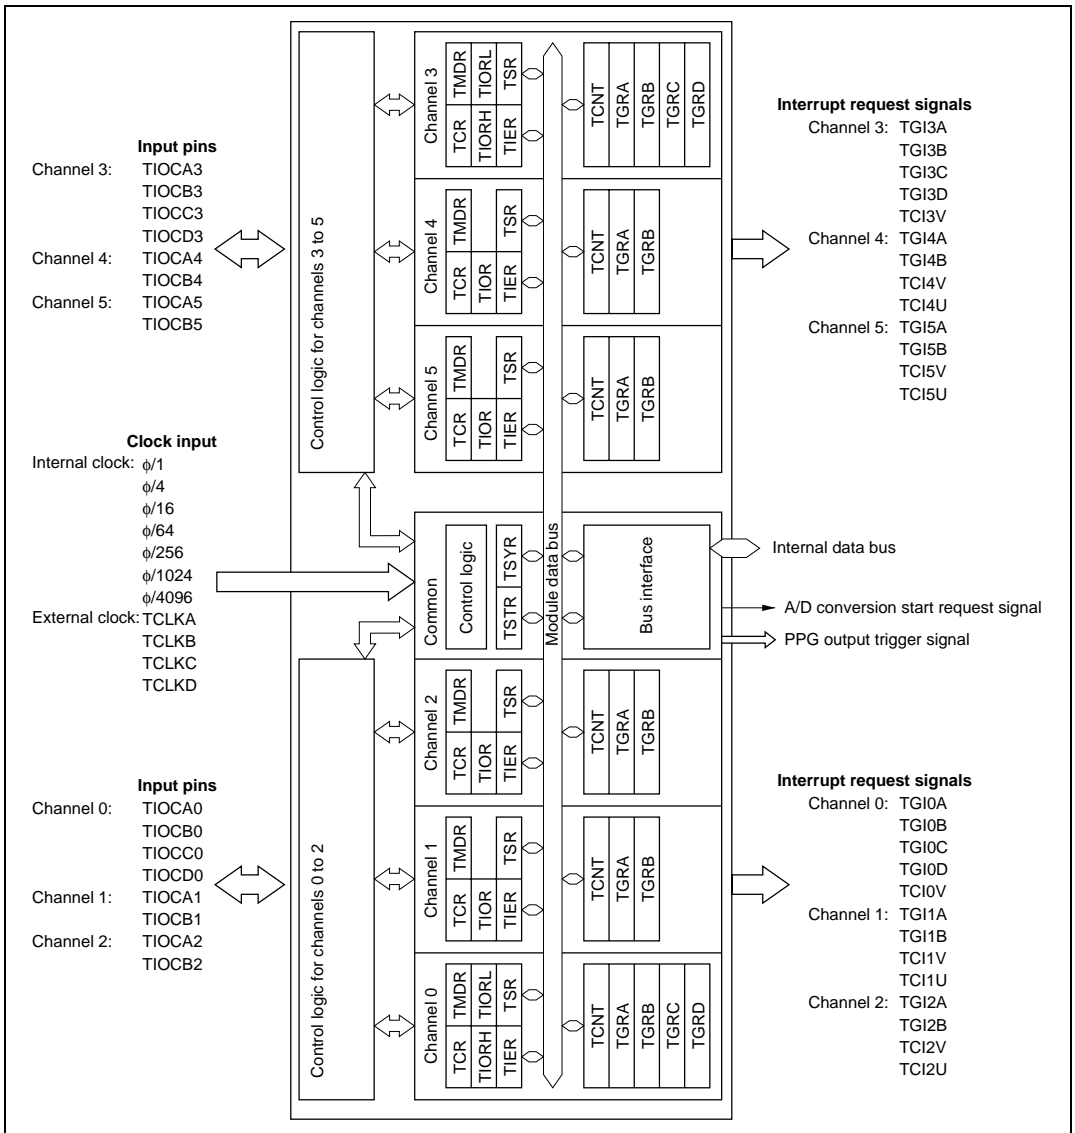 Input pins
Channel 3: TIOCA3
TIOCB3
TIOCC3
TIOCD3
Channel 4: TIOCA4
TIOCB4
Channel 5: TIOCA5
TIOCB5
Clock input
Internal clock: ϕ/1
ϕ/4
ϕ/16
ϕ/64
ϕ/256
ϕ/1024
ϕ/4096
External clock: TCLKA
TCLKB
TCLKC
TCLKD
Input pins
Channel 0: TIOCA0
TIOCB0
TIOCC0
TIOCD0
Channel 1: TIOCA1
TIOCB1
Channel 2: TIOCA2
TIOCB2
Control logic for channels 3 to 5
Control logic for channels 0 to 2
Channel 3
TCR TMDR
TIORH TIORL
TIER TSR
TCNT
TGRA
TGRB
TGRC
TGRD
Channel 4
TCR TMDR
TIOR
TIER TSR
TCNT
TGRA
TGRB
Channel 5
TCR TMDR
TIOR
TIER TSR
TCNT
TGRA
TGRB
Common
Control logic
TSTR TSYR
Module data bus
Bus interface
Channel 2
TCR TMDR
TIOR
TIER TSR
TCNT
TGRA
TGRB
Channel 1
TCR TMDR
TIOR
TIER TSR
TCNT
TGRA
TGRB
Channel 0
TCR TMDR
TIORH TIORL
TIER TSR
TCNT
TGRA
TGRB
TGRC
TGRD
Interrupt request signals
Channel 3: TGI3A
TGI3B
TGI3C
TGI3D
TCI3V
Channel 4: TGI4A
TGI4B
TCI4V
TCI4U
Channel 5: TGI5A
TGI5B
TCI5V
TCI5U
Internal data bus
A/D conversion start request signal
PPG output trigger signal
Interrupt request signals
Channel 0: TGI0A
TGI0B
TGI0C
TGI0D
TCI0V
Channel 1: TGI1A
TGI1B
TCI1V
TCI1U
Channel 2: TGI2A
TGI2B
TCI2V
TCI2U